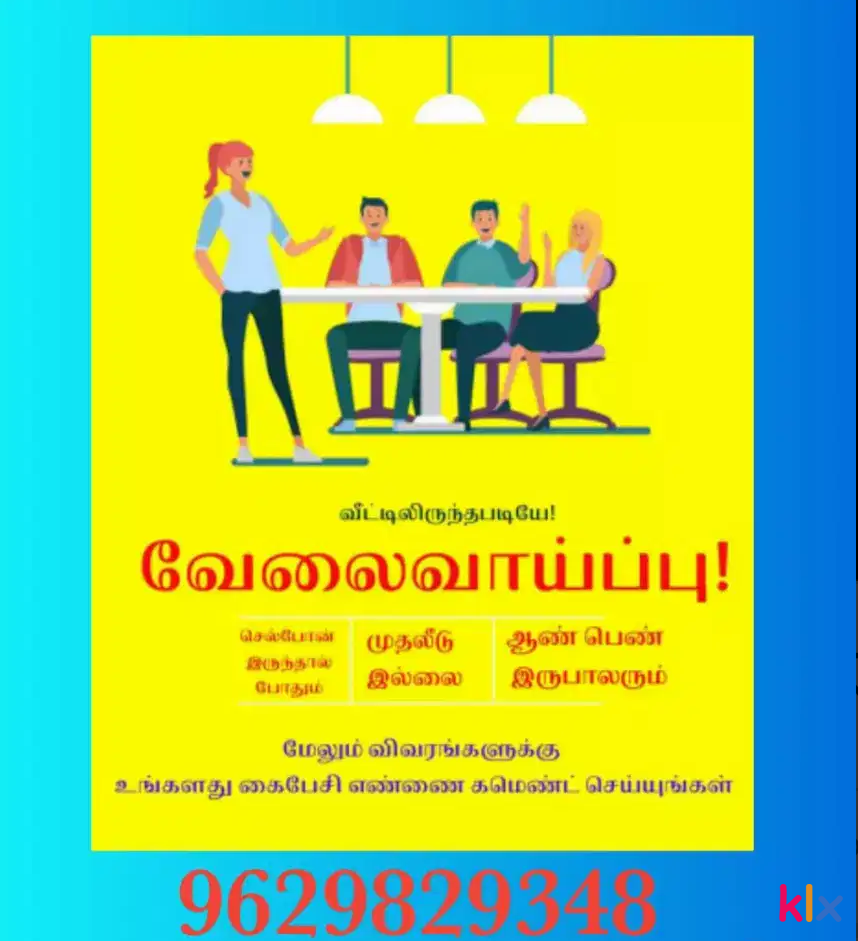 வீட்டிலிருந்தபடியே!
வேலைவாய்ப்பு!
செல்போன்
இருந்தால்
போதும்
முதலீடு
இல்லை
ஆண் பெண்
இருபாலரும்
மேலும் விவரங்களுக்கு
உங்களது கைபேசி எண்ணை கமெண்ட் செய்யுங்கள்
9629829348
klx